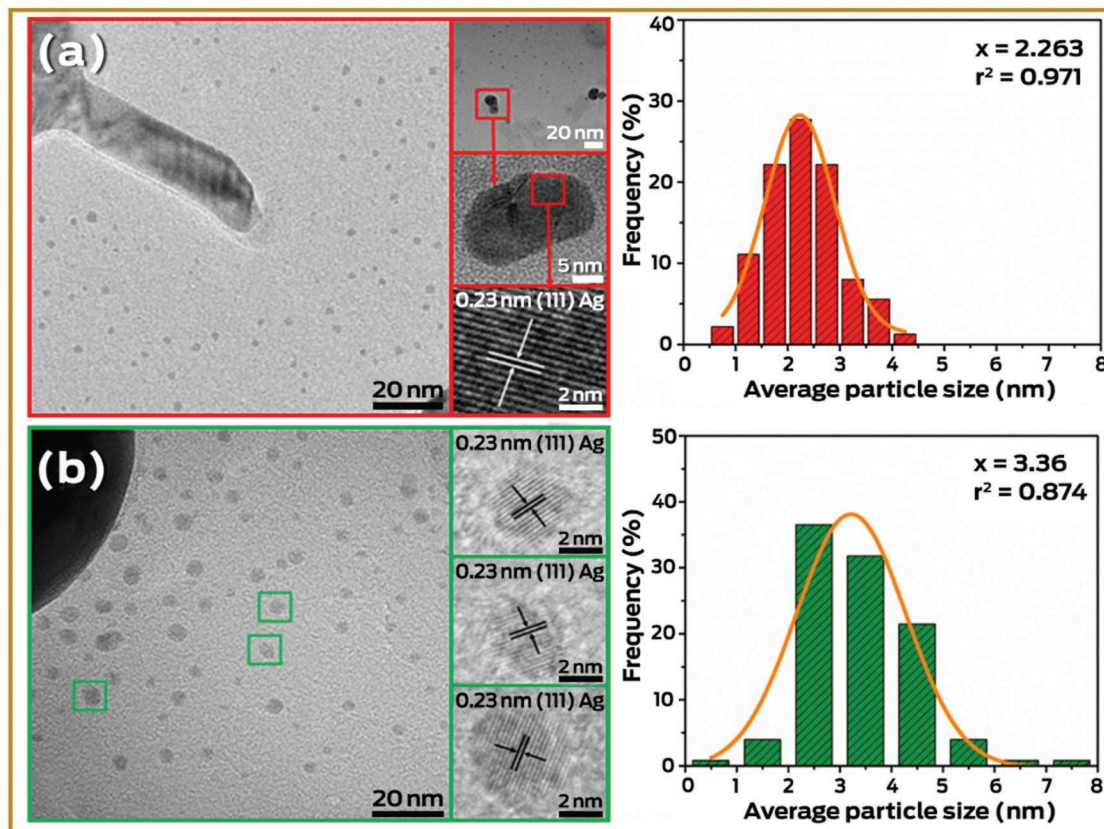 (a)
20 nm
20 nm
5 nm
0.23 nm (111) Ag
2 nm
40
30
20
10
0
Frequency (%)
x = 2.263
r² = 0.971
0 1 2 3 4 5 6 7 8
Average particle size (nm)
(b)
20 nm
0.23 nm (111) Ag
2 nm
0.23 nm (111) Ag
2 nm
0.23 nm (111) Ag
2 nm
50
40
30
20
10
0
Frequency (%)
x = 3.36
r² = 0.874
0 1 2 3 4 5 6 7 8
Average particle size (nm)